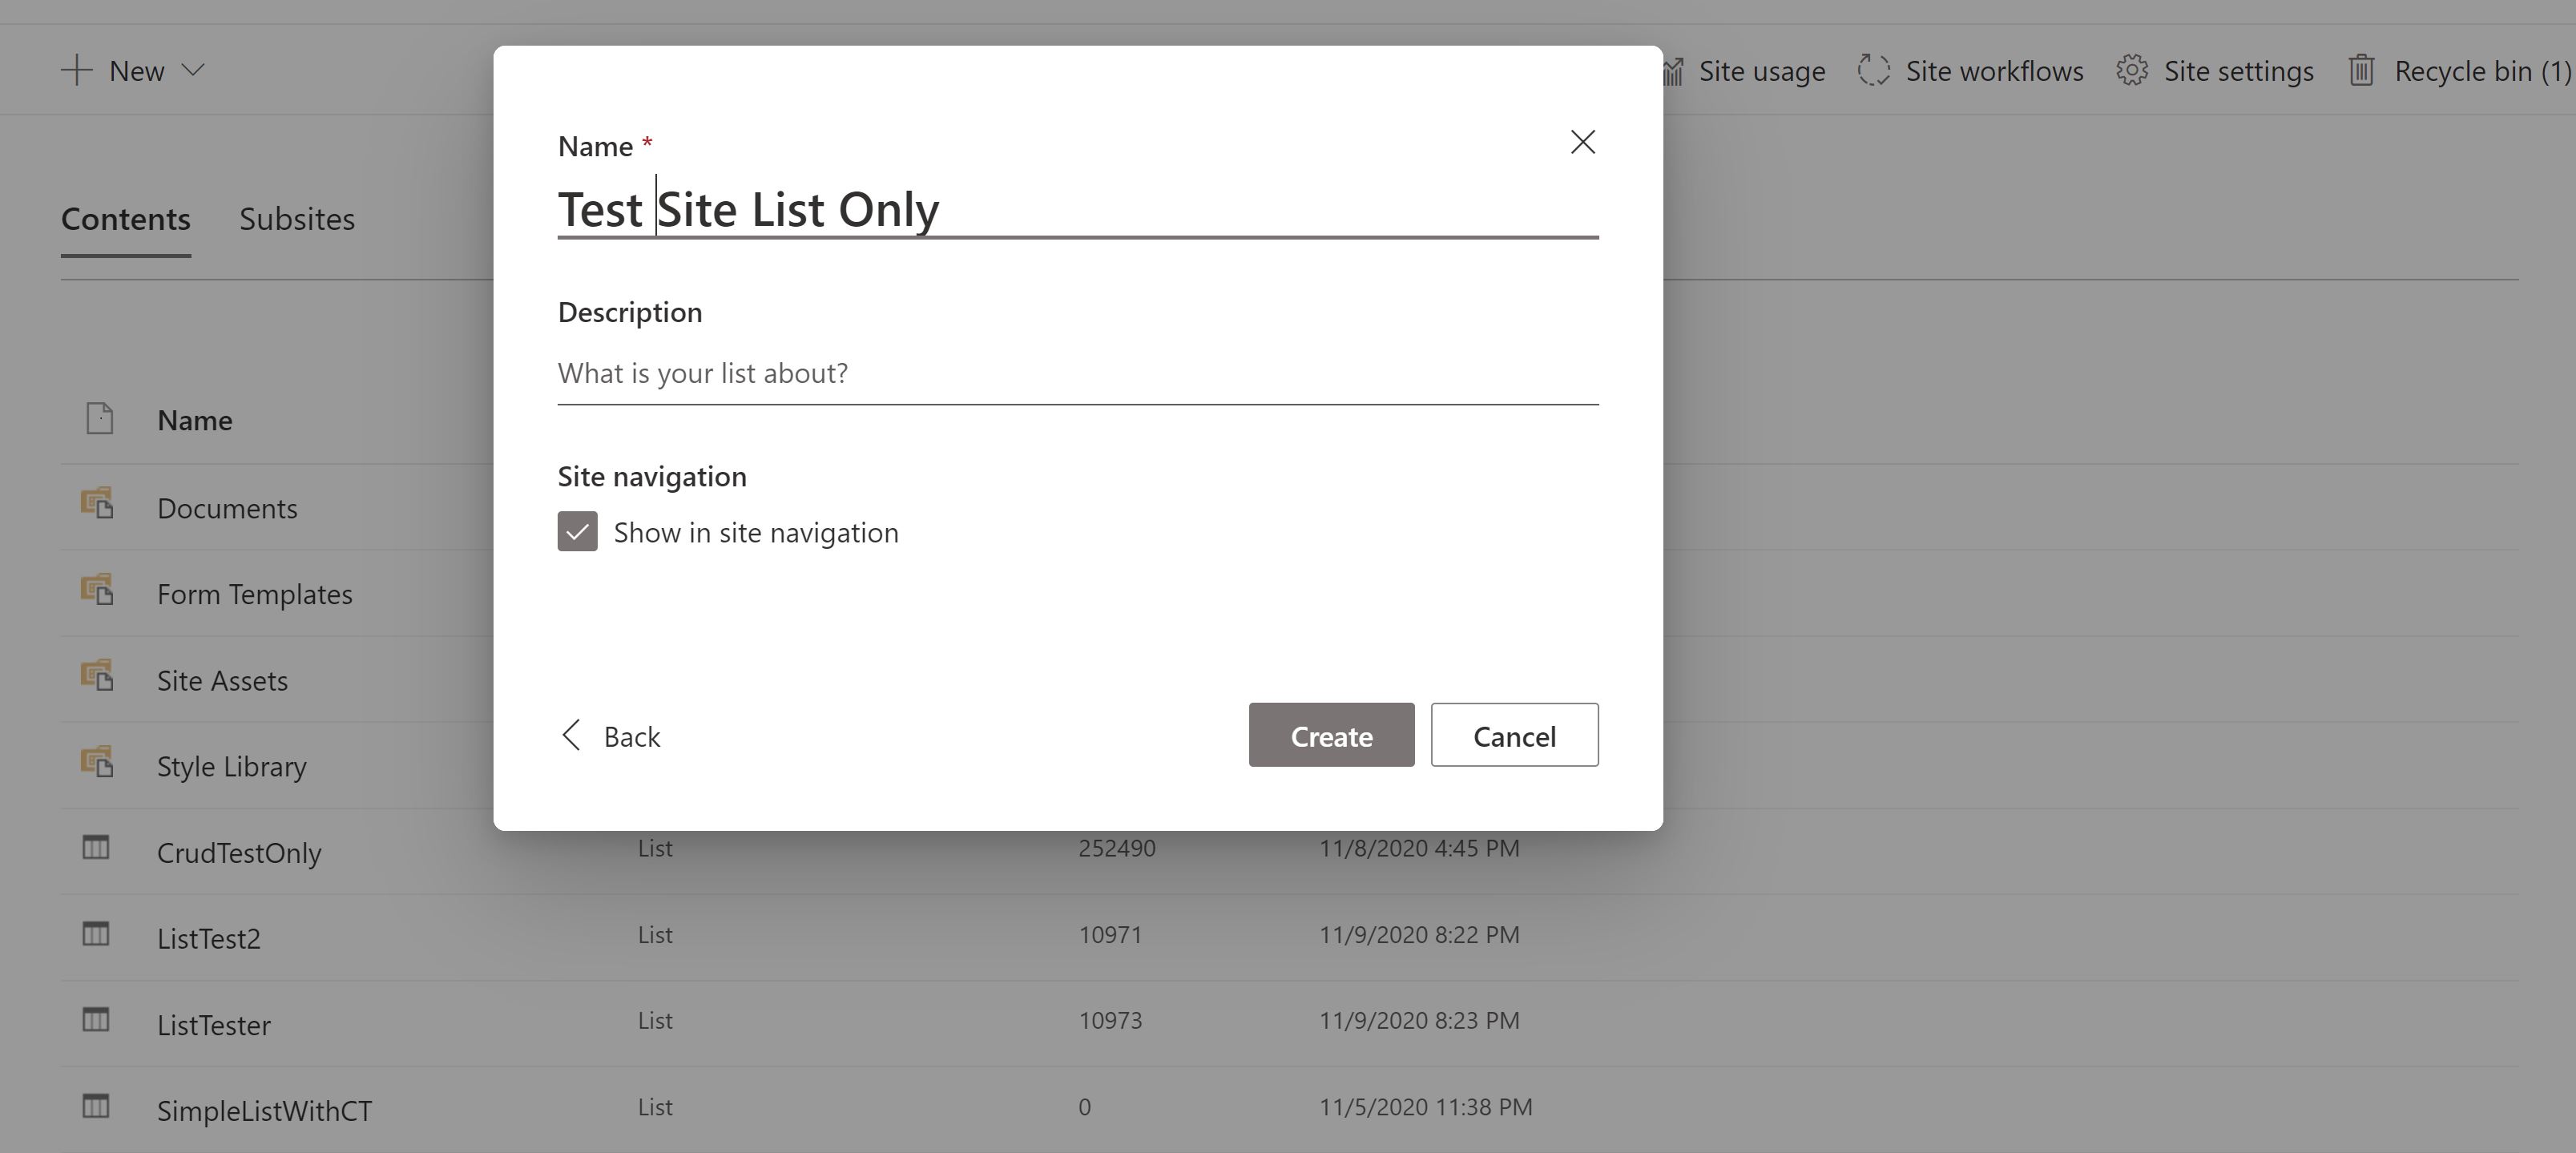 New
Site usage
Site workflows
Site settings
Recycle bin (1)
Contents
Subsites
Name *
Test Site List Only
Description
What is your list about?
Site navigation
Show in site navigation
Back
Create
Cancel
Name
Documents
Form Templates
Site Assets
Style Library
CrudTestOnly List 252490 11/8/2020 4:45 PM
ListTest2 List 10971 11/9/2020 8:22 PM
ListTester List 10973 11/9/2020 8:23 PM
SimpleListWithCT List 0 11/5/2020 11:38 PM